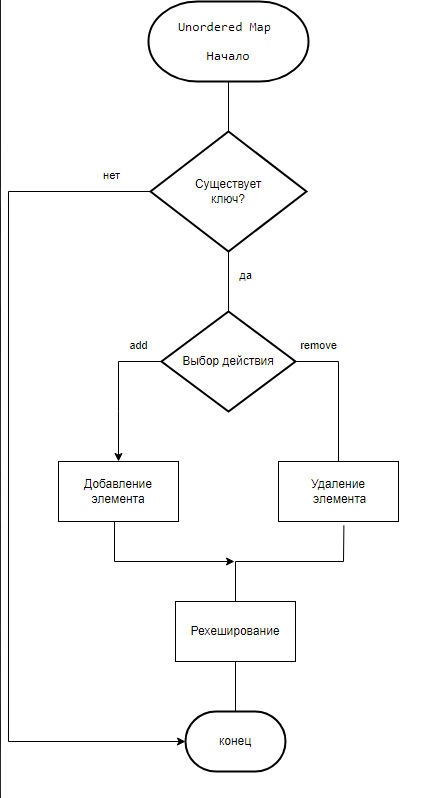 Unordered Map
Начало
Существует
ключ?
нет
да
Выбор действия
add
remove
Добавление
элемента
Удаление
элемента
Рехеширование
конец